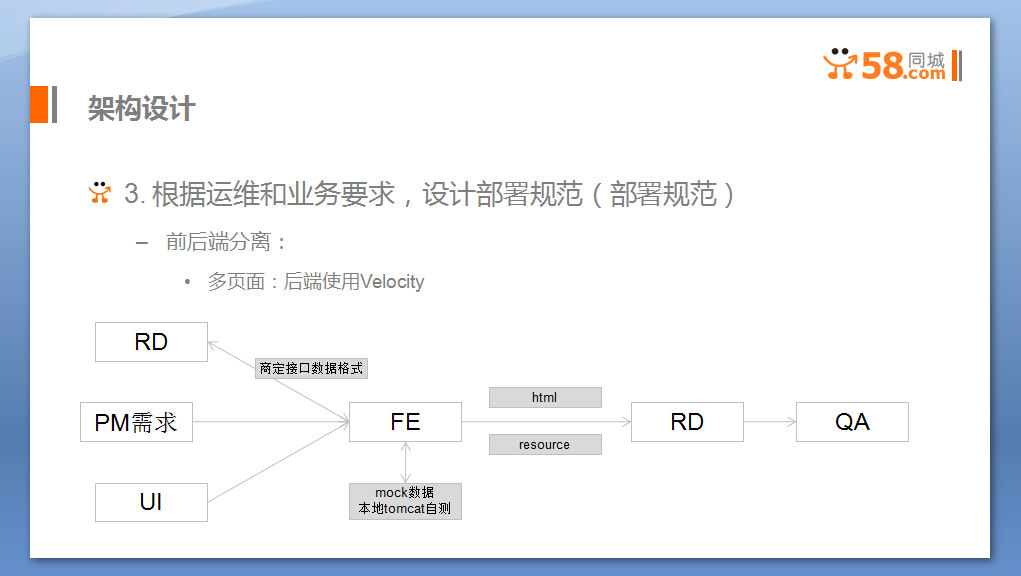 58同城
.com
架构设计
3. 根据运维和业务要求，设计部署规范（部署规范）
– 前后端分离：
• 多页面：后端使用Velocity
RD
商定接口数据格式
html
PM需求
FE
RD
QA
resource
UI
mock数据
本地tomcat自测